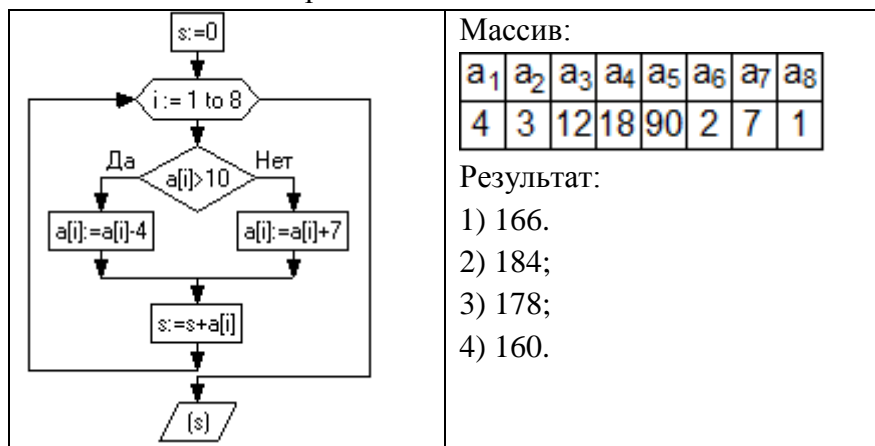 s:=0
i := 1 to 8
Да
Нет
a[i]>10
a[i]:=a[i]-4
a[i]:=a[i]+7
s:=s+a[i]
(s)
Массив:
a1 a2 a3 a4 a5 a6 a7 a8
4 3 12 18 90 2 7 1
Результат:
1) 166.
2) 184;
3) 178;
4) 160.